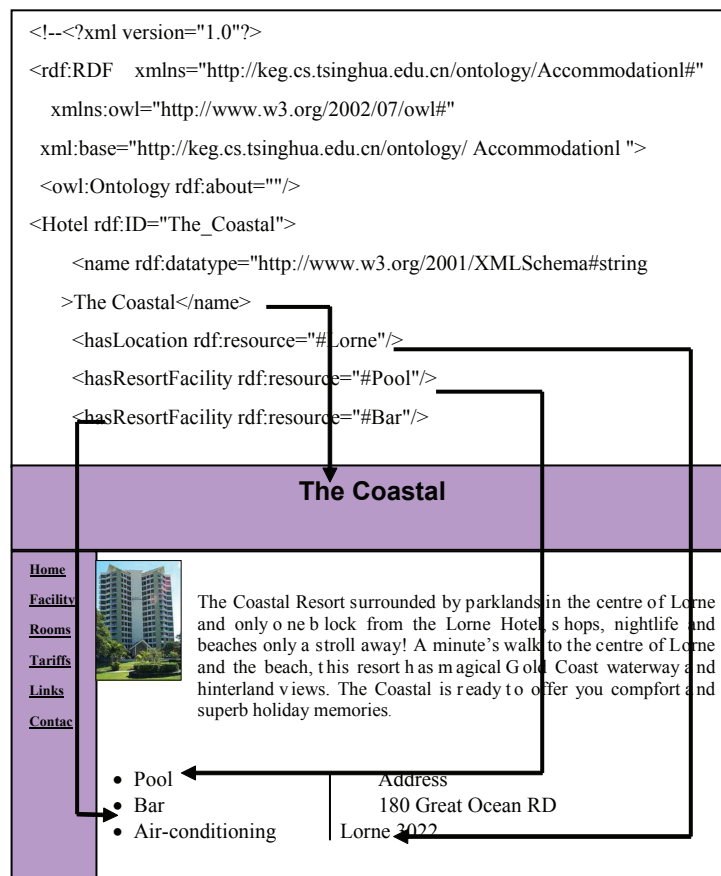 <!--<?xml version="1.0"?>
<rdf:RDF xmlns="http://keg.cs.tsinghua.edu.cn/ontology/Accommodationl#"
xmlns:owl="http://www.w3.org/2002/07/owl#"
xml:base="http://keg.cs.tsinghua.edu.cn/ontology/ Accommodationl ">
<owl:Ontology rdf:about=""/>
<Hotel rdf:ID="The_Coastal">
<name rdf:datatype="http://www.w3.org/2001/XMLSchema#string
>The Coastal</name>
<hasLocation rdf:resource="#Lorne"/>
<hasResortFacility rdf:resource="#Pool"/>
<hasResortFacility rdf:resource="#Bar"/>
The Coastal
Home
Facility
Rooms
Tariffs
Links
Contac
The Coastal Resort surrounded by parklands in the centre of Lorne
and only one block from the Lorne Hotel, shops, nightlife and
beaches only a stroll away! A minute's walk to the centre of Lorne
and the beach, this resort has magical Gold Coast waterway and
hinterland views. The Coastal is ready to offer you compfort and
superb holiday memories.
• Pool
• Bar
• Air-conditioning
Address
180 Great Ocean RD
Lorne 3022